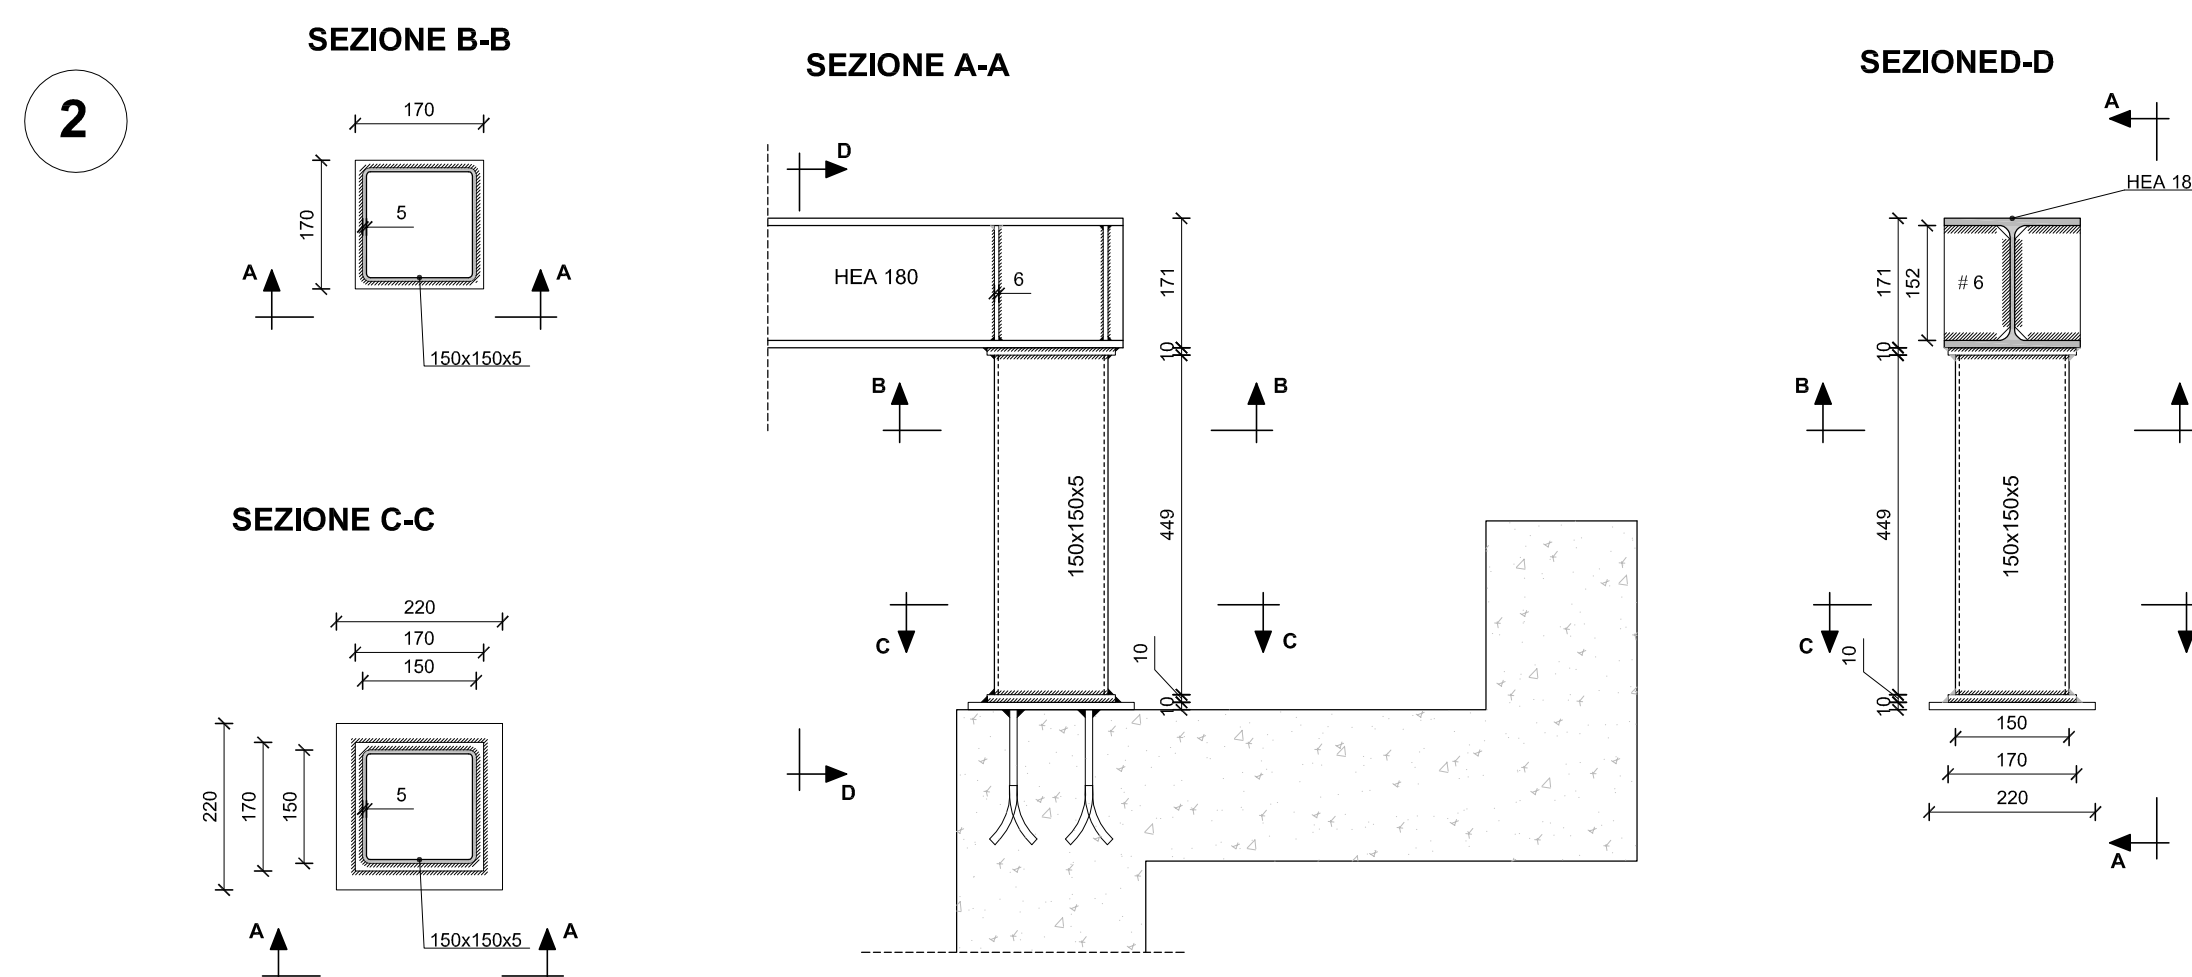 2
SEZIONE B-B
170
170
5
A
A
150x150x5
SEZIONE C-C
220
170
150
220
170
150
5
A
150x150x5
A
SEZIONE A-A
D
HEA 180
6
171
10
B
B
150x150x5
449
C
C
10
10
D
SEZIONED-D
A
HEA 18
171
152
# 6
10
B
150x150x5
449
C
10
10
150
170
220
A